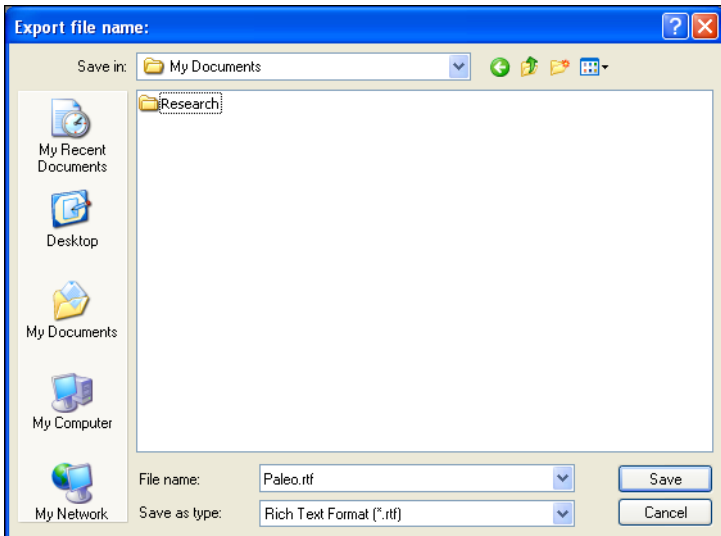 Export file name:
Save in:
My Documents
Research
My Recent
Documents
Desktop
My Documents
My Computer
My Network
File name:
Paleo.rtf
Save
Save as type:
Rich Text Format (*.rtf)
Cancel